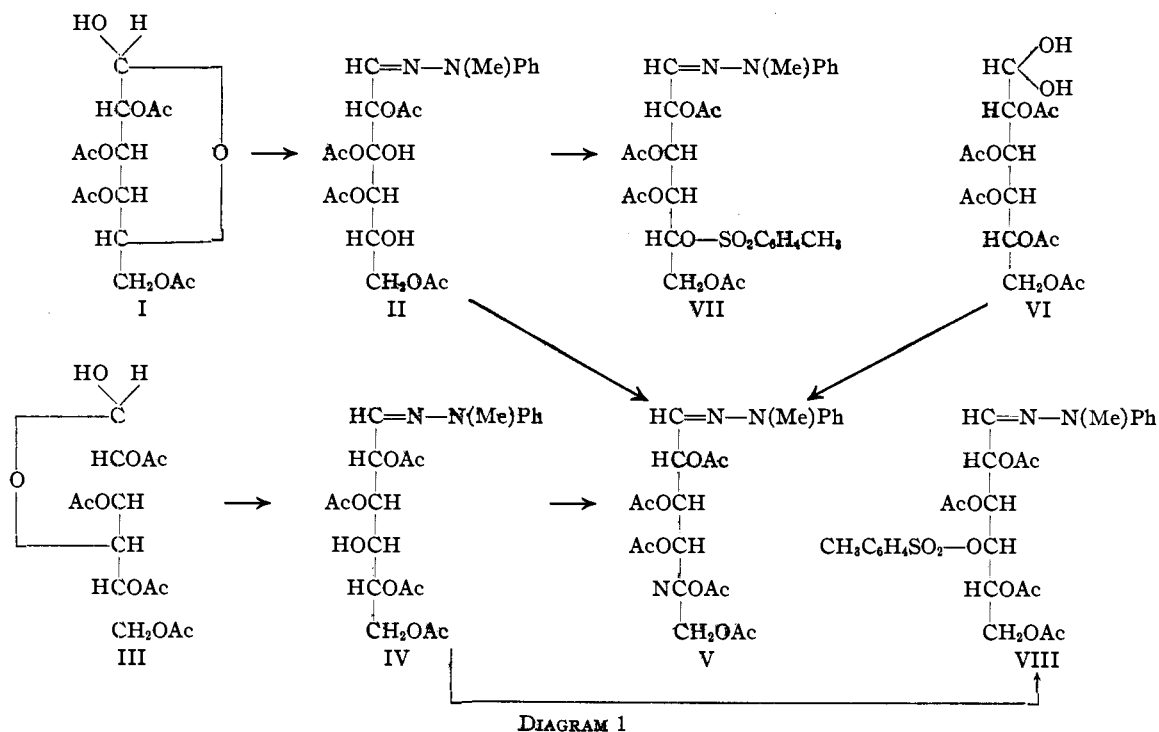 HO H
C
HCOAc
AcOCH
O
AcOCH
HC
CH₂OAc
I
HC=N—N(Me)Ph
HCOAc
AcOCOH
AcOCH
HCOH
CH₂OAc
II
HC=N—N(Me)Ph
HCOAc
AcOCH
AcOCH
HCO—SO₂C₆H₄CH₃
CH₂OAc
VII
OH
HC
OH
HCOAc
AcOCH
AcOCH
HCOAc
CH₂OAc
VI
HO H
C
HCOAc
O
AcOCH
CH
HCOAc
CH₂OAc
III
HC=N—N(Me)Ph
HCOAc
AcOCH
HOCH
HCOAc
CH₂OAc
IV
HC=N—N(Me)Ph
HCOAc
AcOCH
AcOCH
NCOAc
CH₂OAc
V
HC=N—N(Me)Ph
HCOAc
AcOCH
CH₃C₆H₄SO₂—OCH
HCOAc
CH₂OAc
VIII
DIAGRAM 1